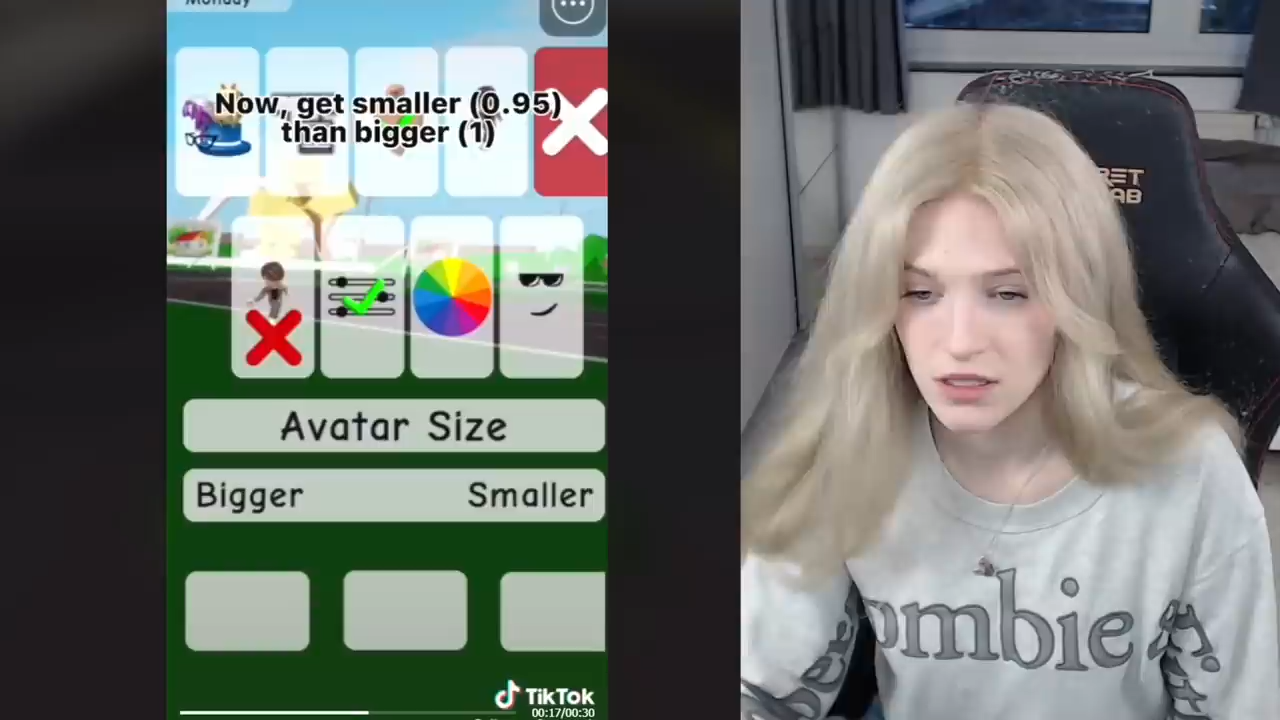 Monday
Now, get smaller (0.95)
than bigger (1)
Avatar Size
Bigger
Smaller
TikTok
00:17/00:30
ombie